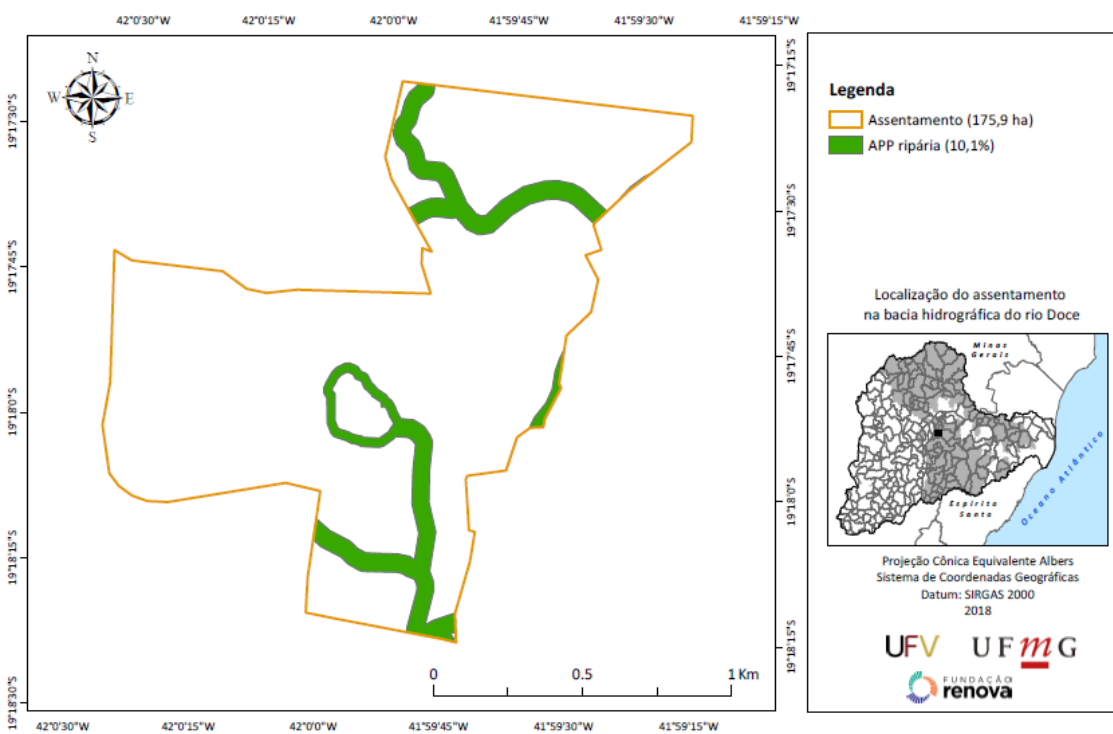 42°0'30"W 42°0'15"W 42°0'0"W 41°59'45"W 41°59'30"W 41°59'15"W
N
W E
S
19°17'30"S
19°17'45"S
19°18'0"S
19°18'15"S
19°18'30"S
19°17'15"S
19°17'30"S
19°17'45"S
19°18'0"S
19°18'15"S
0 0.5 1 Km
42°0'30"W 42°0'15"W 42°0'0"W 41°59'45"W 41°59'30"W 41°59'15"W
Legenda
Assentamento (175,9 ha)
APP ripária (10,1%)
Localização do assentamento
na bacia hidrográfica do rio Doce
Minas
Gerais
Espírito
Santo
Oceano Atlântico
Projeção Cônica Equivalente Albers
Sistema de Coordenadas Geográficas
Datum: SIRGAS 2000
2018
UFV UFmG
FUNDAÇÃO
renova